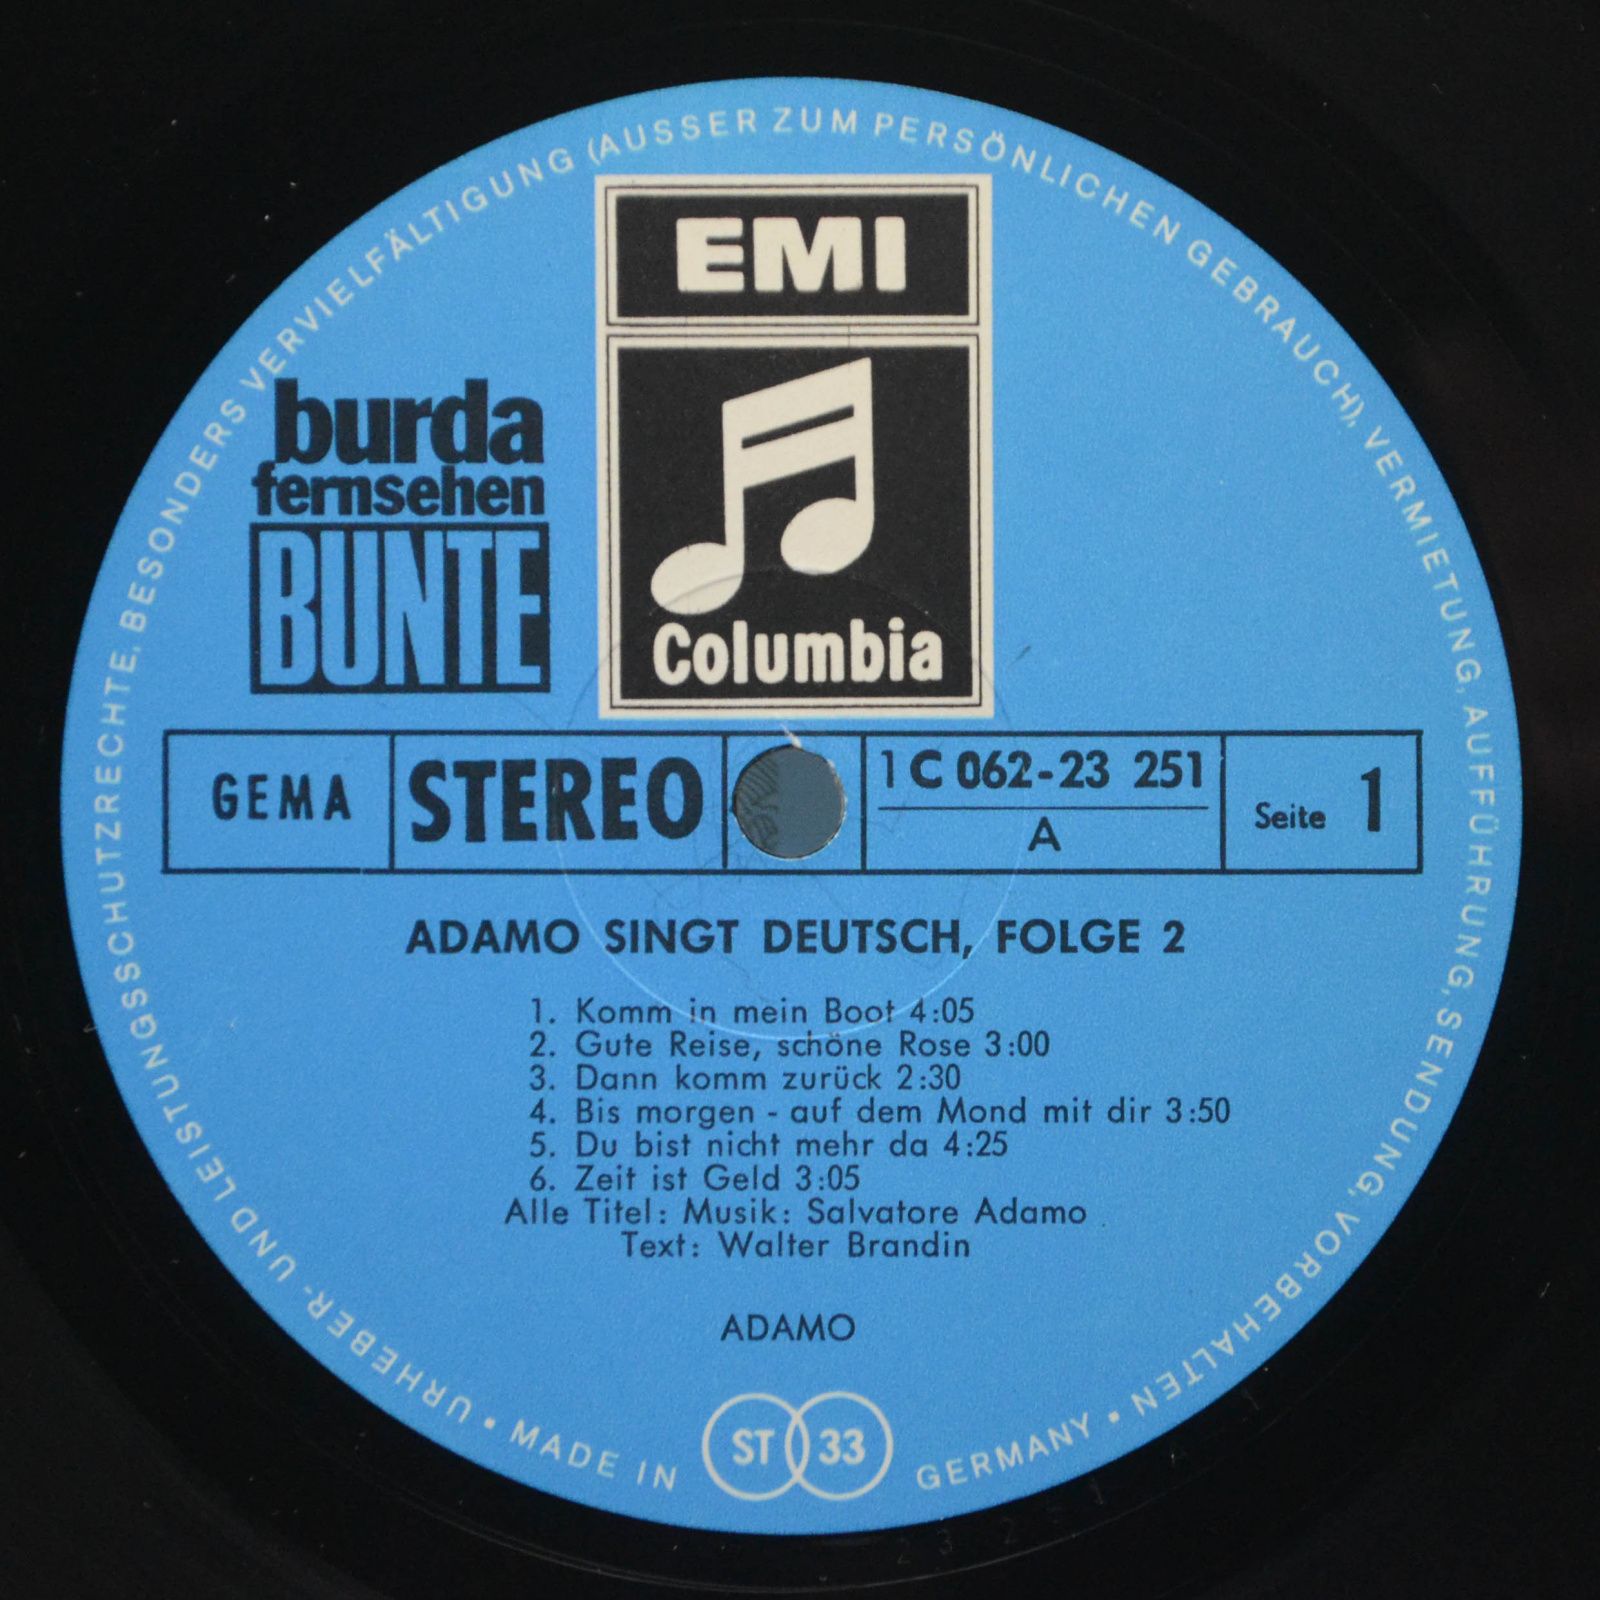 URHEBER- UND LEISTUNGSSCHUTZRECHTE, BESONDERS VERVIELFÄLTIGUNG (AUSSER ZUM PERSÖNLICHEN GEBRAUCH), VERMIETUNG, AUFFÜHRUNG, SENDUNG, VORBEHALTEN •
EMI
Columbia
burda
fernsehen
BUNTE
GEMA
STEREO
1 C 062-23 251
A
Seite 1
ADAMO SINGT DEUTSCH, FOLGE 2
1. Komm in mein Boot 4:05
2. Gute Reise, schöne Rose 3:00
3. Dann komm zurück 2:30
4. Bis morgen - auf dem Mond mit dir 3:50
5. Du bist nicht mehr da 4:25
6. Zeit ist Geld 3:05
Alle Titel: Musik: Salvatore Adamo
Text: Walter Brandin
ADAMO
ST 33
• MADE IN GERMANY